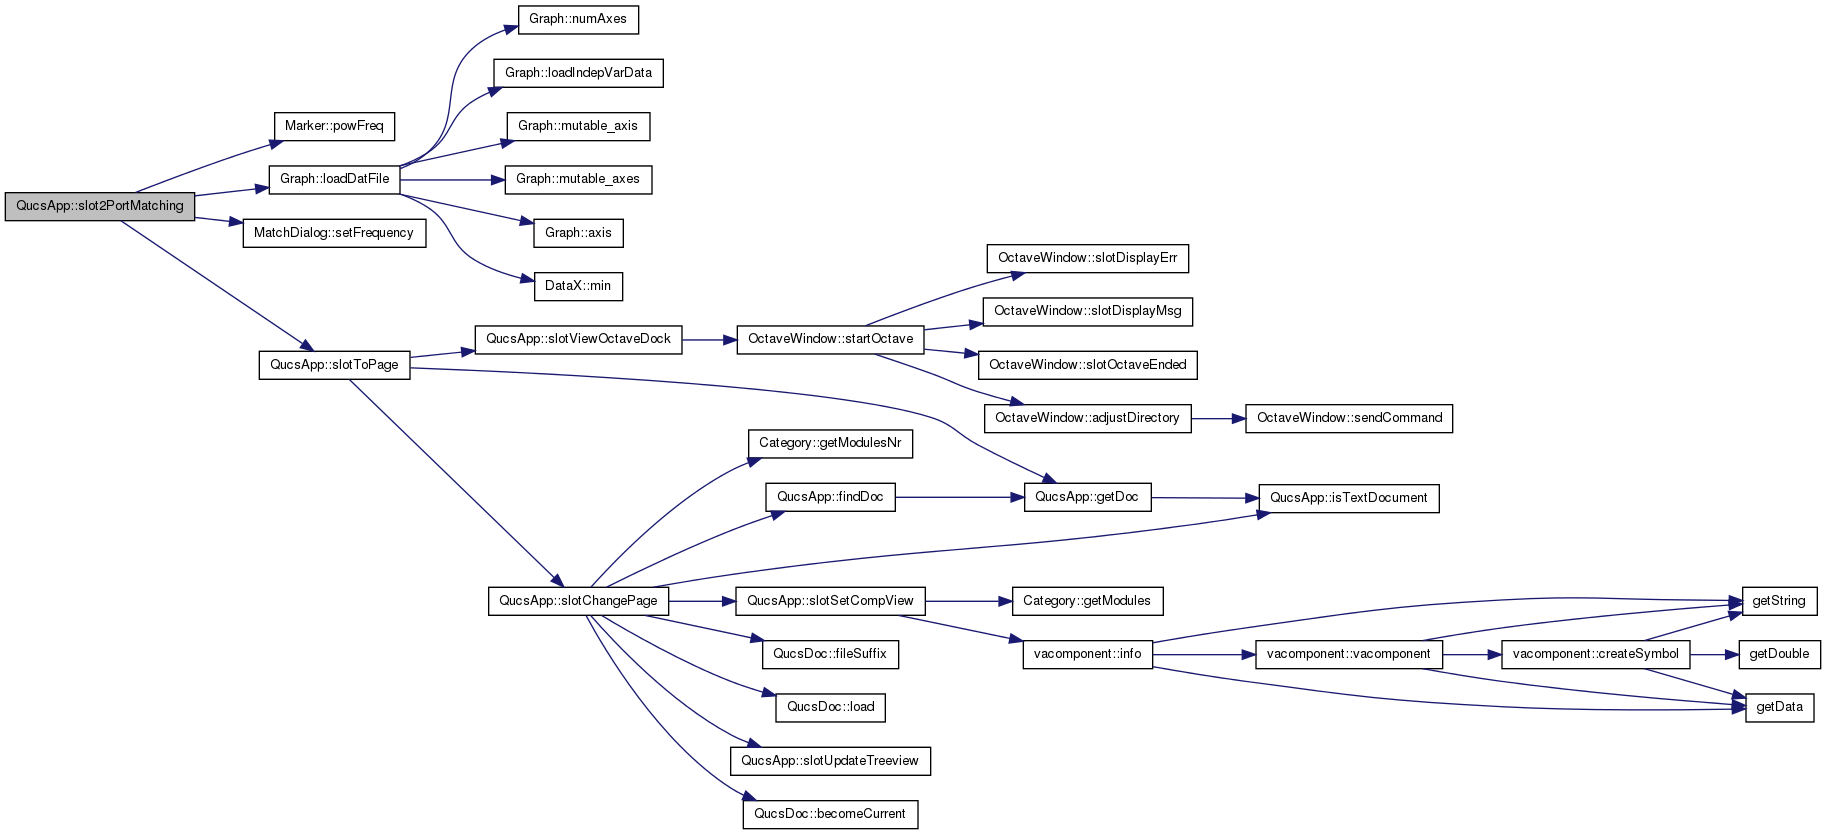 Graph::numAxes
Graph::loadIndepVarData
Marker::powFreq
Graph::mutable_axis
Graph::loadDatFile
Graph::mutable_axes
QucsApp::slot2PortMatching
MatchDialog::setFrequency
Graph::axis
DataX::min
OctaveWindow::slotDisplayErr
OctaveWindow::slotDisplayMsg
QucsApp::slotViewOctaveDock
OctaveWindow::startOctave
QucsApp::slotToPage
OctaveWindow::slotOctaveEnded
OctaveWindow::adjustDirectory
OctaveWindow::sendCommand
Category::getModulesNr
QucsApp::findDoc
QucsApp::getDoc
QucsApp::isTextDocument
QucsApp::slotChangePage
QucsApp::slotSetCompView
Category::getModules
getString
QucsDoc::fileSuffix
vacomponent::info
vacomponent::vacomponent
vacomponent::createSymbol
getDouble
QucsDoc::load
getData
QucsApp::slotUpdateTreeview
QucsDoc::becomeCurrent